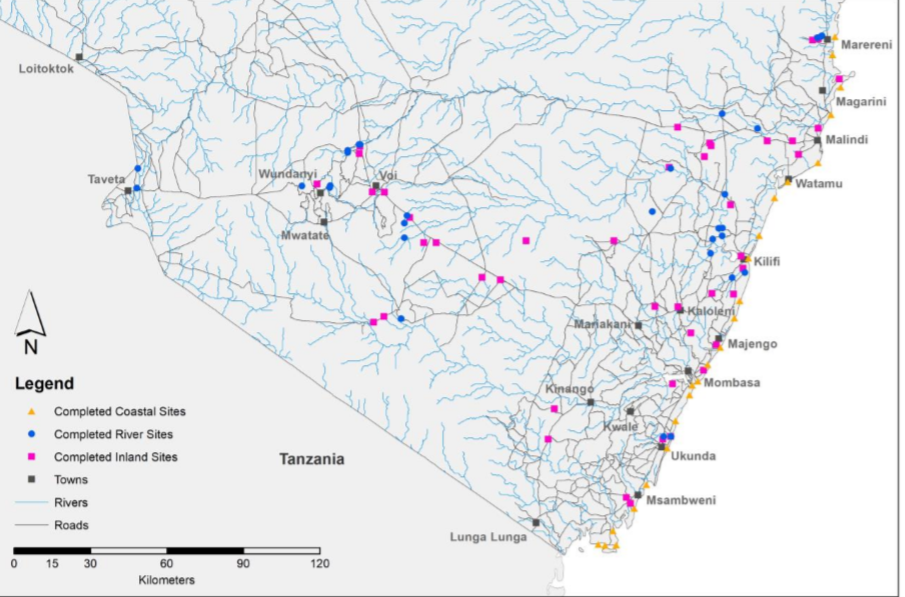 Loitoktok
Marereni
Magarini
Malindi
Taveta
Wundanyi
Voi
Watamu
Mwatate
Kilifi
N
Kaloleni
Mariakani
Majengo
Legend
Mombasa
Kinango
Completed Coastal Sites
Kwale
Completed River Sites
Completed Inland Sites
Tanzania
Ukunda
Towns
Rivers
Msambweni
Roads
Lunga Lunga
0 15 30 60 90 120
Kilometers